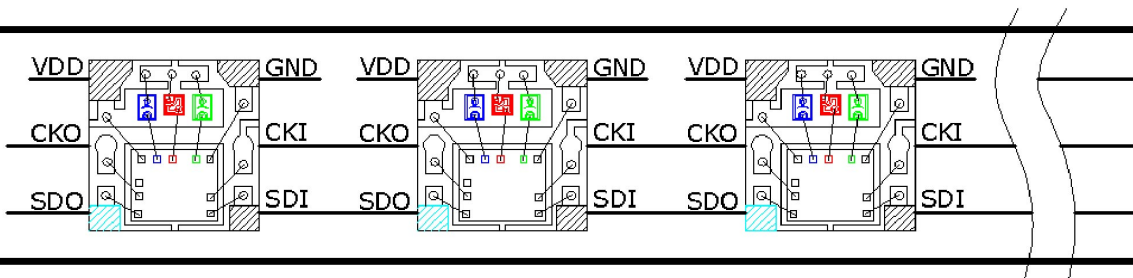 VDD GND VDD GND VDD GND
CKO CKI CKO CKI CKO CKI
SDO SDI SDO SDI SDO SDI